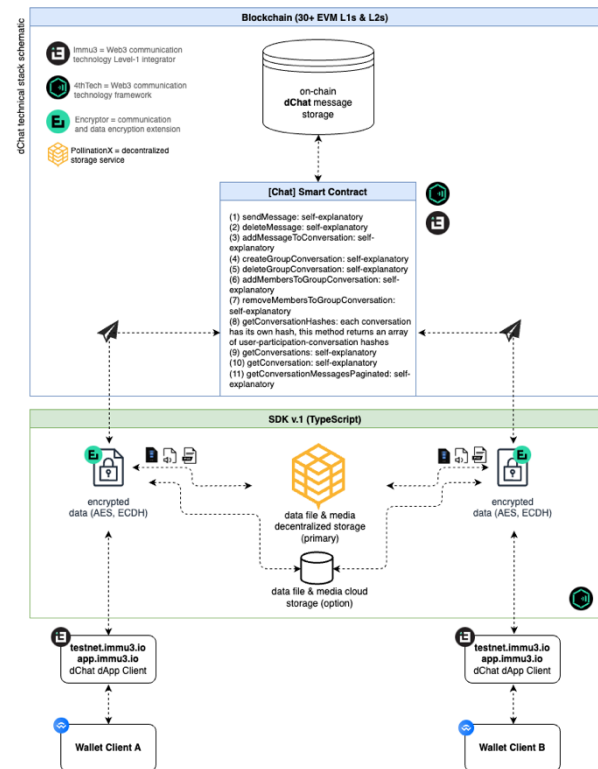 Blockchain (30+ EVM L1s & L2s)
dChat technical stack schematic
Immu3 = Web3 communication
technology Level-1 integrator
4thTech = Web3 communication
technology framework
Encryptor = communication
and data encryption extension
PollinationX = decentralized
storage service
on-chain
dChat message
storage
[Chat] Smart Contract
(1) sendMessage: self-explanatory
(2) deleteMessage: self-explanatory
(3) addMessageToConversation: self-
explanatory
(4) createGroupConversation: self-explanatory
(5) deleteGroupConversation: self-explanatory
(6) addMembersToGroupConversation: self-
explanatory
(7) removeMembersToGroupConversation:
self-explanatory
(8) getConversationHashes: each conversation
has its own hash, this method returns an array
of user-participation-conversation hashes
(9) getConversations: self-explanatory
(10) getConversation: self-explanatory
(11) getConversationMessagesPaginated: self-
explanatory
SDK v.1 (TypeScript)
encrypted
data (AES, ECDH)
data file & media
decentralized storage
(primary)
encrypted
data (AES, ECDH)
data file & media cloud
storage (option)
testnet.immu3.io
app.immu3.io
dChat dApp Client
testnet.immu3.io
app.immu3.io
dChat dApp Client
Wallet Client A
Wallet Client B